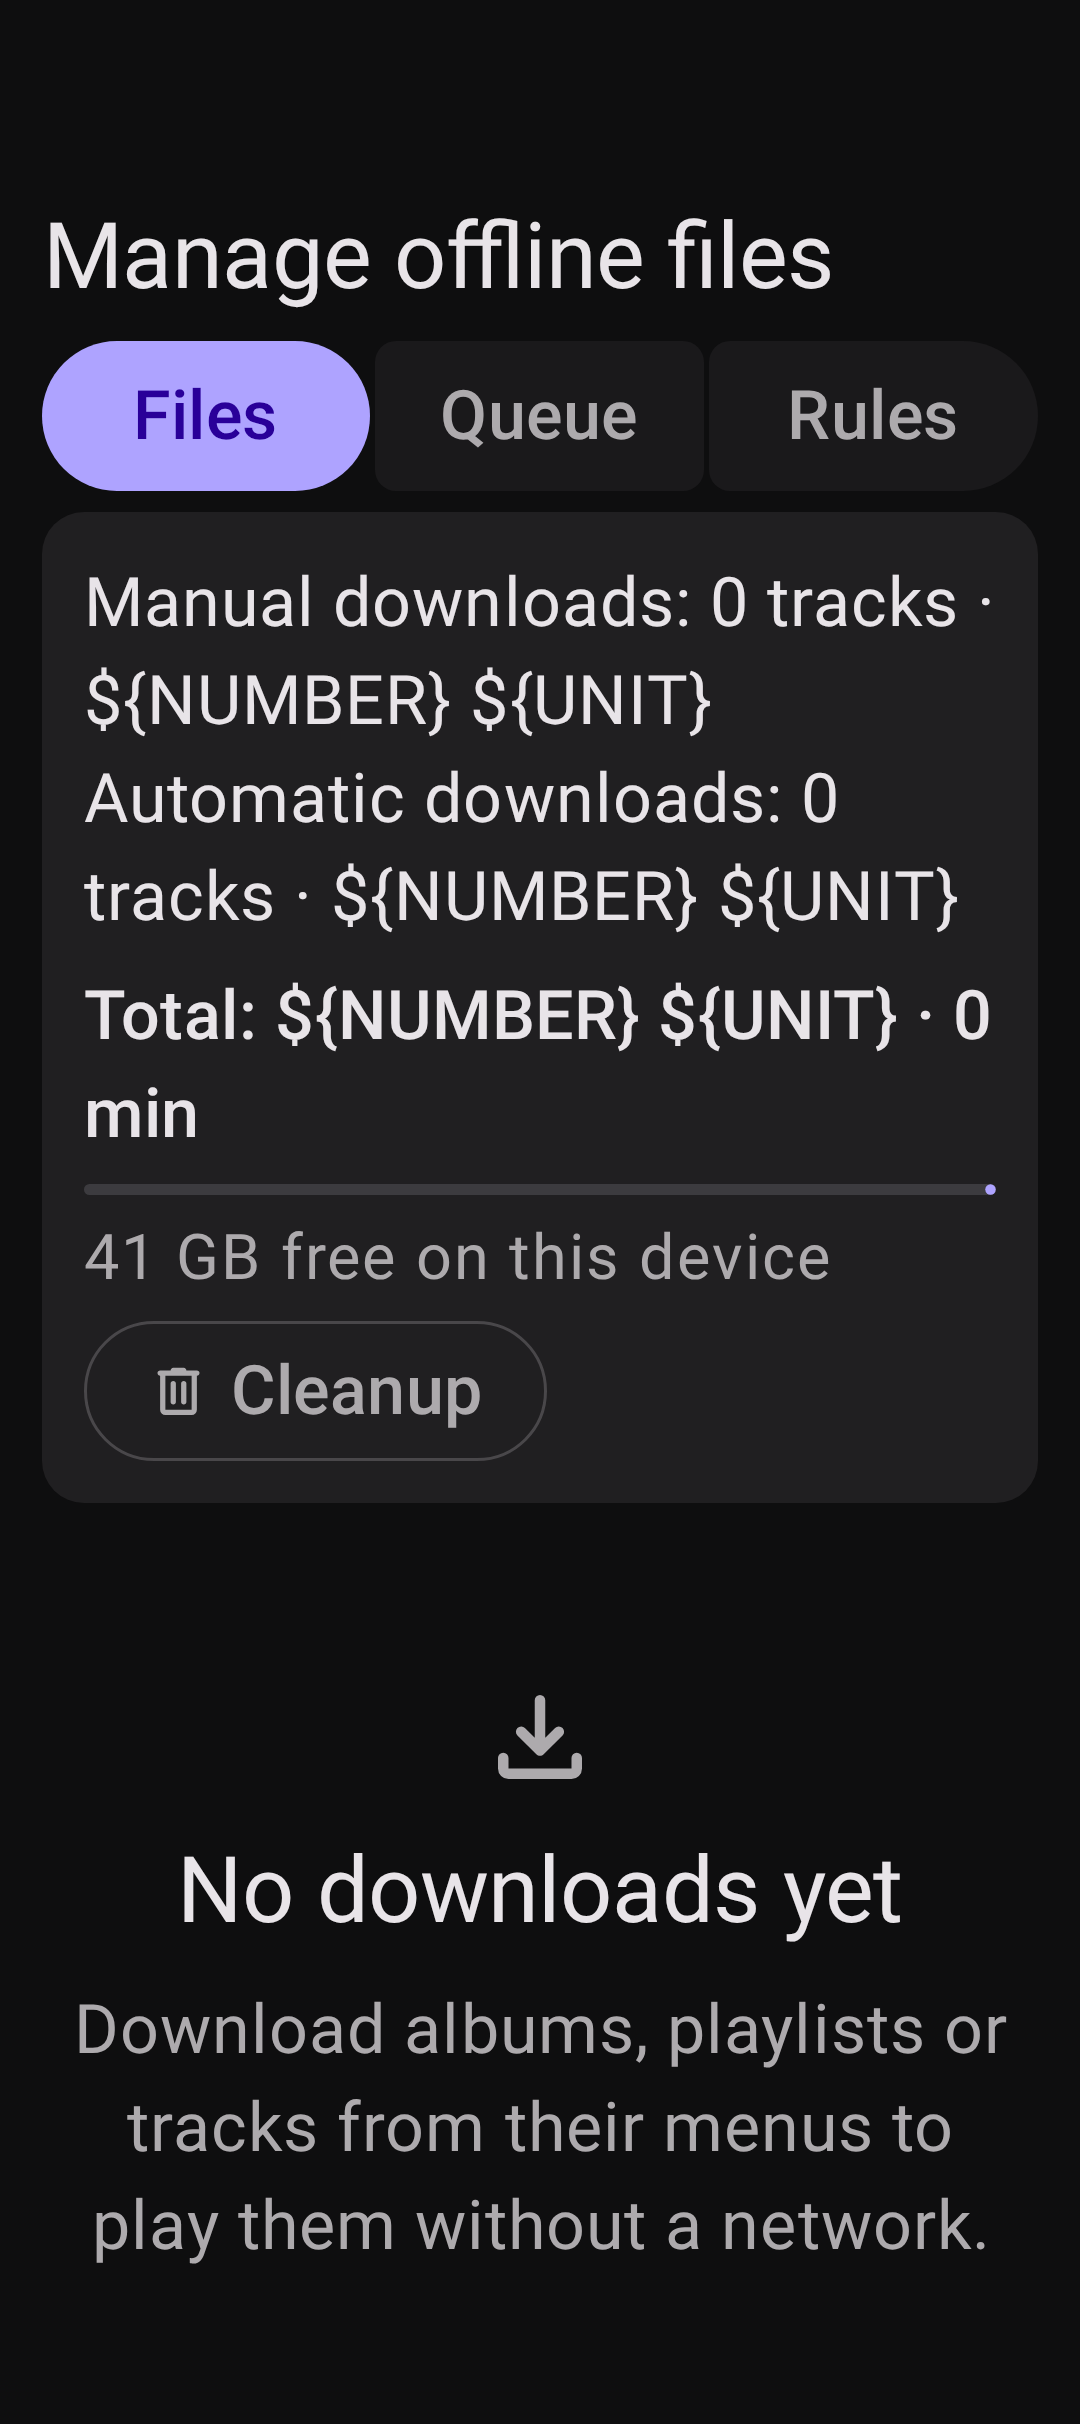 Manage offline files
Files
Queue
Rules
Manual downloads: 0 tracks ·
${NUMBER} ${UNIT}
Automatic downloads: 0
tracks · ${NUMBER} ${UNIT}
Total: ${NUMBER} ${UNIT} · 0
min
41 GB free on this device
Cleanup
No downloads yet
Download albums, playlists or
tracks from their menus to
play them without a network.